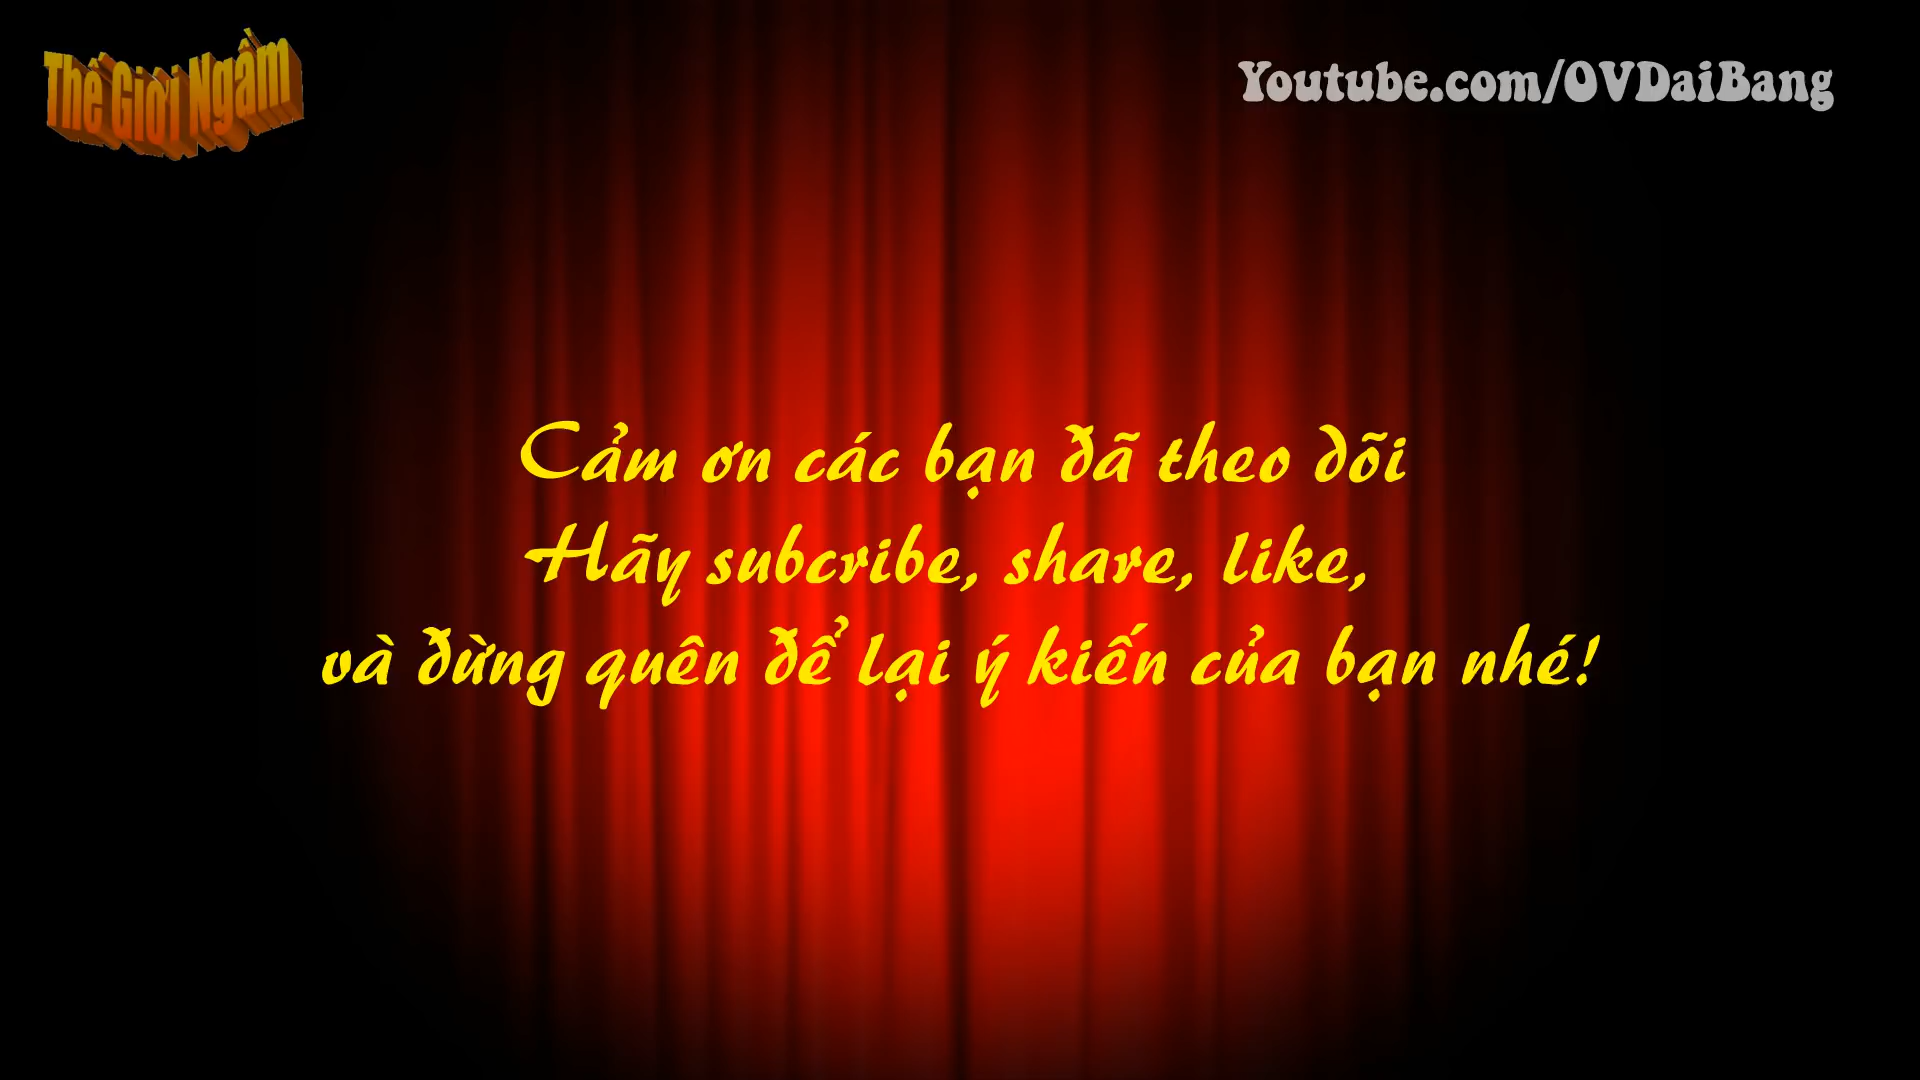 Thế Giới Ngầm
Youtube.com/OVDaiBang
Cảm ơn các bạn đã theo dõi
Hãy subcribe, share, like,
và đừng quên để lại ý kiến của bạn nhé!